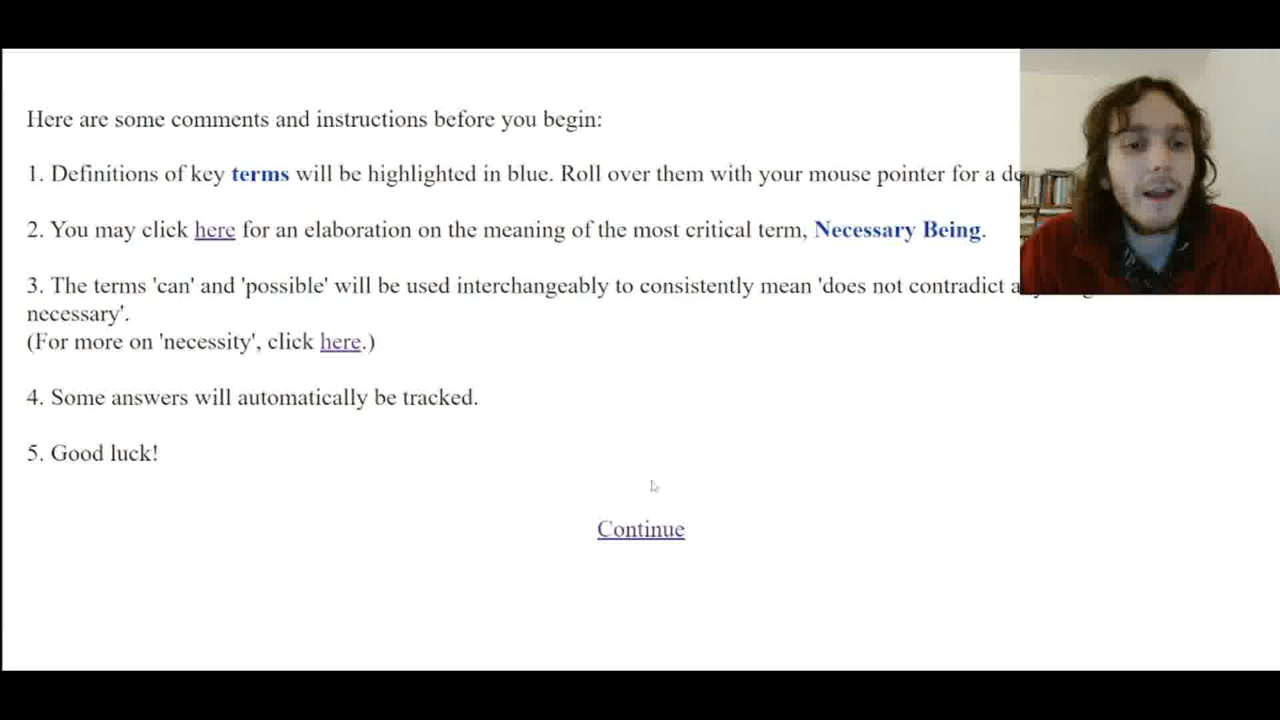 Here are some comments and instructions before you begin:
1. Definitions of key terms will be highlighted in blue. Roll over them with your mouse pointer for a
2. You may click here for an elaboration on the meaning of the most critical term, Necessary Being.
3. The terms 'can' and 'possible' will be used interchangeably to consistently mean 'does not contradict
necessary'.
(For more on 'necessity', click here.)
4. Some answers will automatically be tracked.
5. Good luck!
Continue